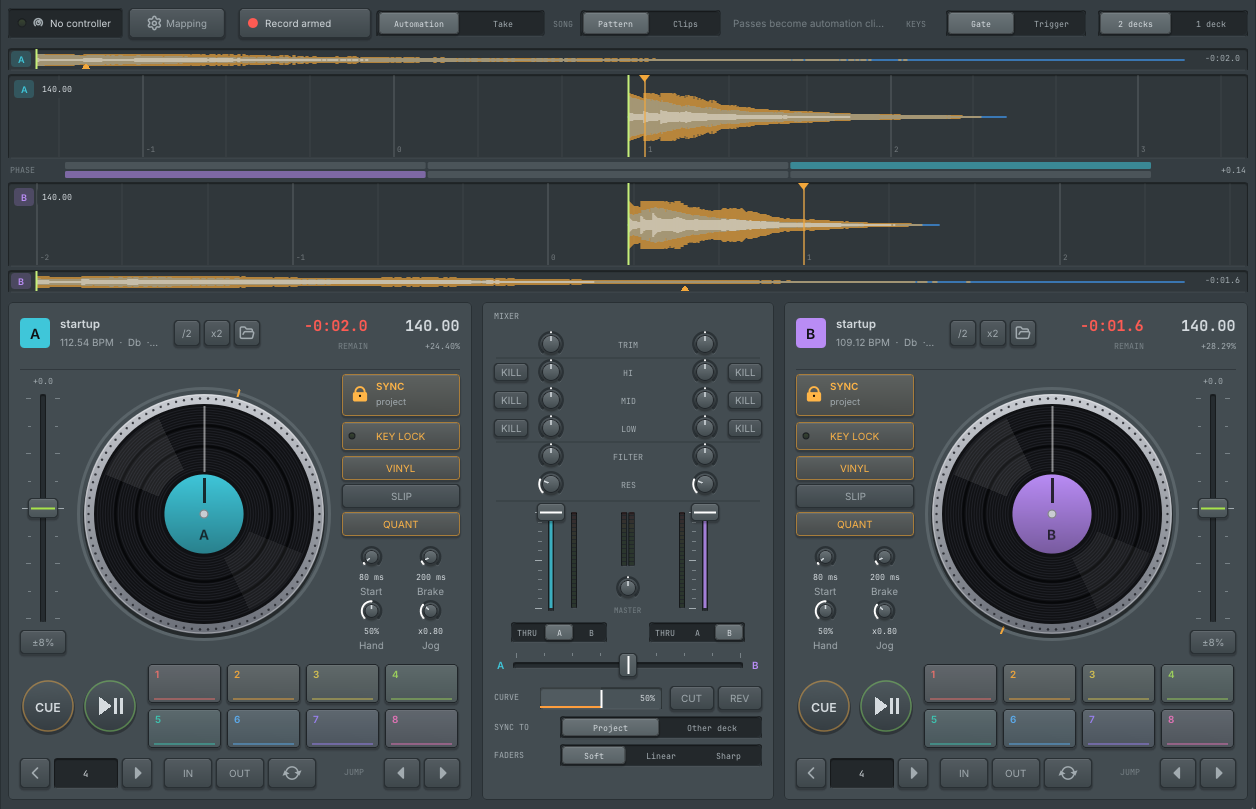 No controller Mapping Record armed Automation Take SONG Pattern Clips Passes become automation cli... KEYS Gate Trigger 2 decks 1 deck
A -0:02.0
A 140.00
-1 0 1 2 3
PHASE +0.14
B 140.00
-2 -1 0 1 2
B -0:01.6
A startup /2 x2 -0:02.0 140.00
112.54 BPM · Db ·... REMAIN +24.40%
+0.0
SYNC
project
KEY LOCK
VINYL
SLIP
QUANT
A
80 ms 200 ms
Start Brake
50% x0.80
Hand Jog
±8%
CUE 1 2 3 4
5 6 7 8
4 IN OUT JUMP
MIXER
TRIM
KILL HI KILL
KILL MID KILL
KILL LOW KILL
FILTER
RES
MASTER
THRU A B THRU A B
A B
CURVE 50% CUT REV
SYNC TO Project Other deck
FADERS Soft Linear Sharp
B startup /2 x2 -0:01.6 140.00
109.12 BPM · Db ·... REMAIN +28.29%
SYNC
project
+0.0
KEY LOCK
VINYL
SLIP
QUANT
B
80 ms 200 ms
Start Brake
50% x0.80
Hand Jog
±8%
CUE 1 2 3 4
5 6 7 8
4 IN OUT JUMP